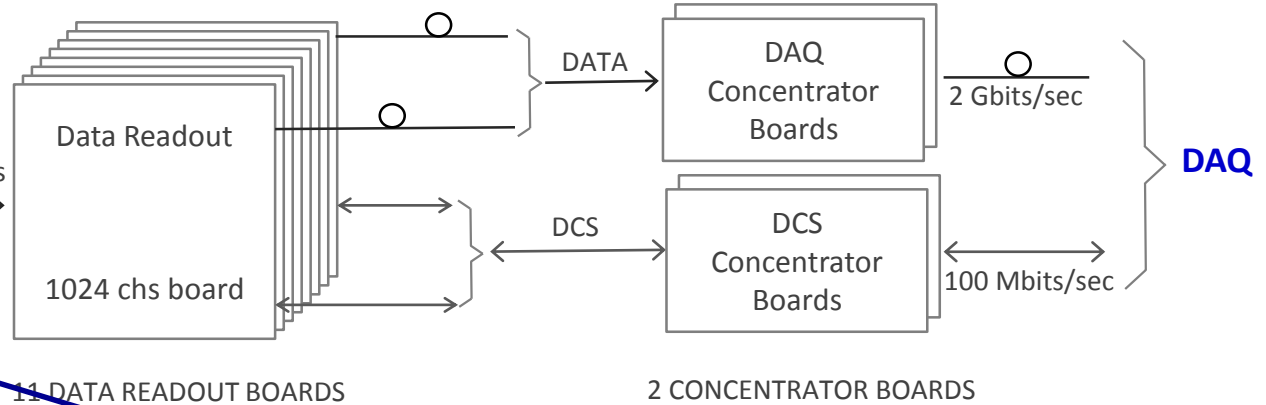 Data Readout
1024 chs board
DATA
DCS
DAQ
Concentrator
Boards
DCS
Concentrator
Boards
2 Gbits/sec
100 Mbits/sec
DAQ
11 DATA READOUT BOARDS
2 CONCENTRATOR BOARDS